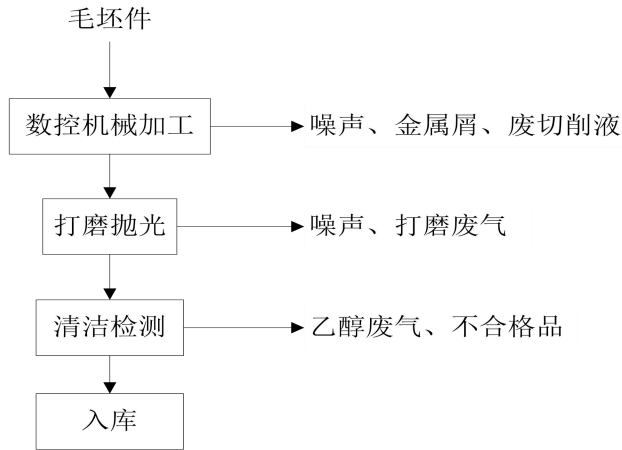 毛坯件
数控机械加工
噪声、金属屑、废切削液
打磨抛光
噪声、打磨废气
清洁检测
乙醇废气、不合格品
入库